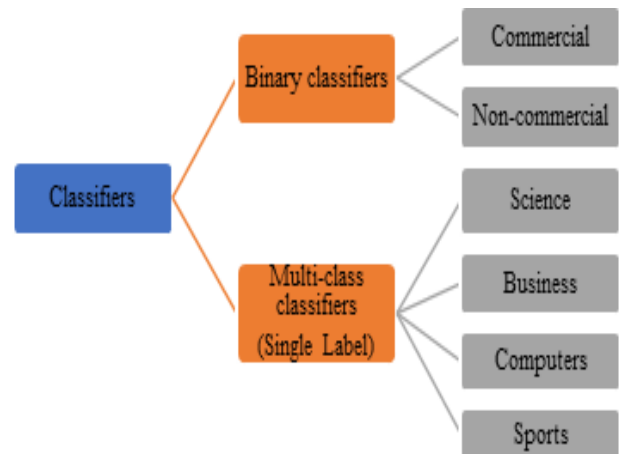 Classifiers
Binary classifiers
Commercial
Non-commercial
Multi-class
classifiers
(Single Label)
Science
Business
Computers
Sports